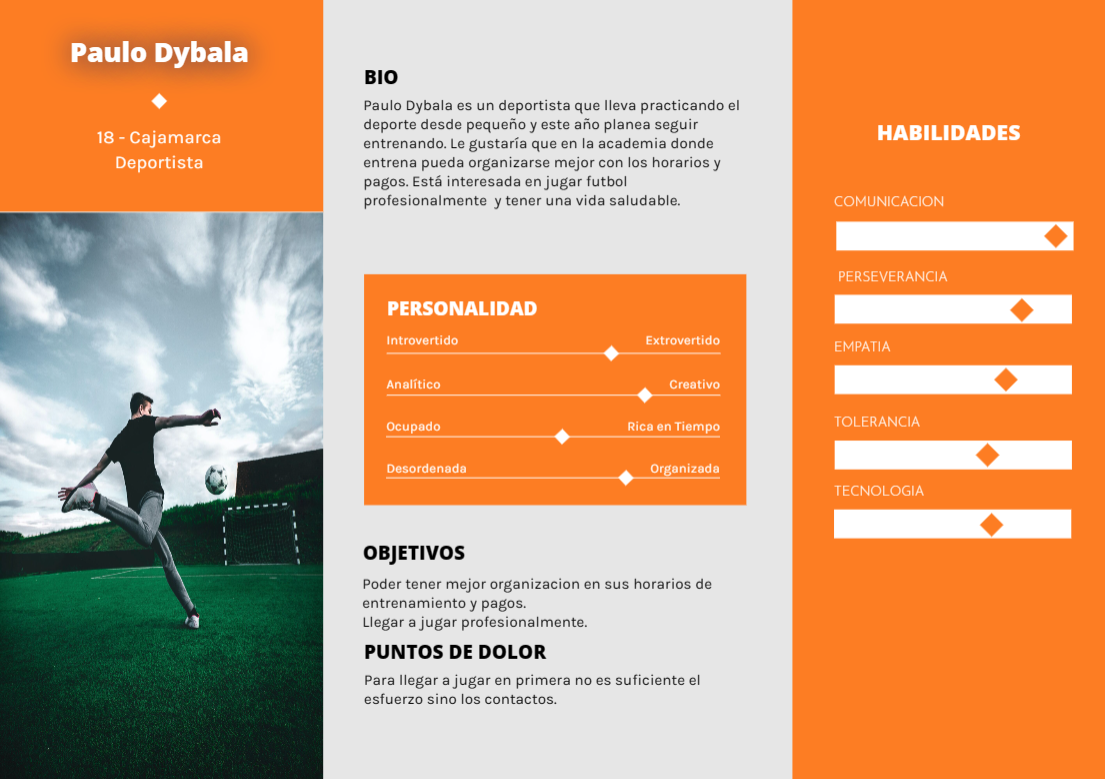 Paulo Dybala
18 - Cajamarca
Deportista
BIO
Paulo Dybala es un deportista que lleva practicando el
deporte desde pequeño y este año planea seguir
entrenando. Le gustaría que en la academia donde
entrena pueda organizarse mejor con los horarios y
pagos. Está interesada en jugar futbol
profesionalmente y tener una vida saludable.
PERSONALIDAD
Introvertido Extrovertido
Analítico Creativo
Ocupado Rica en Tiempo
Desordenada Organizada
OBJETIVOS
Poder tener mejor organizacion en sus horarios de
entrenamiento y pagos.
Llegar a jugar profesionalmente.
PUNTOS DE DOLOR
Para llegar a jugar en primera no es suficiente el
esfuerzo sino los contactos.
HABILIDADES
COMUNICACION
PERSEVERANCIA
EMPATIA
TOLERANCIA
TECNOLOGIA